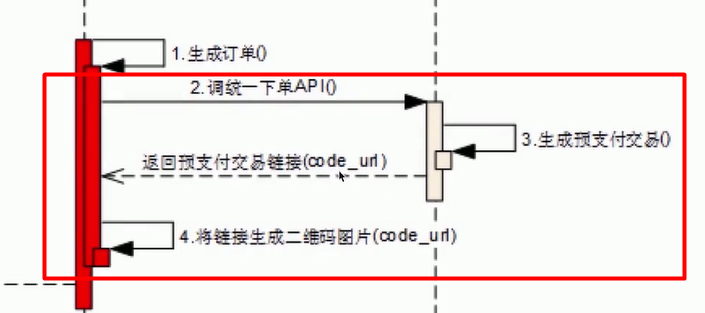 1.生成订单()
2.调统一下单API()
3.生成预支付交易()
返回预支付交易链接(code_url)
4.将链接生成二维码图片(code_url)